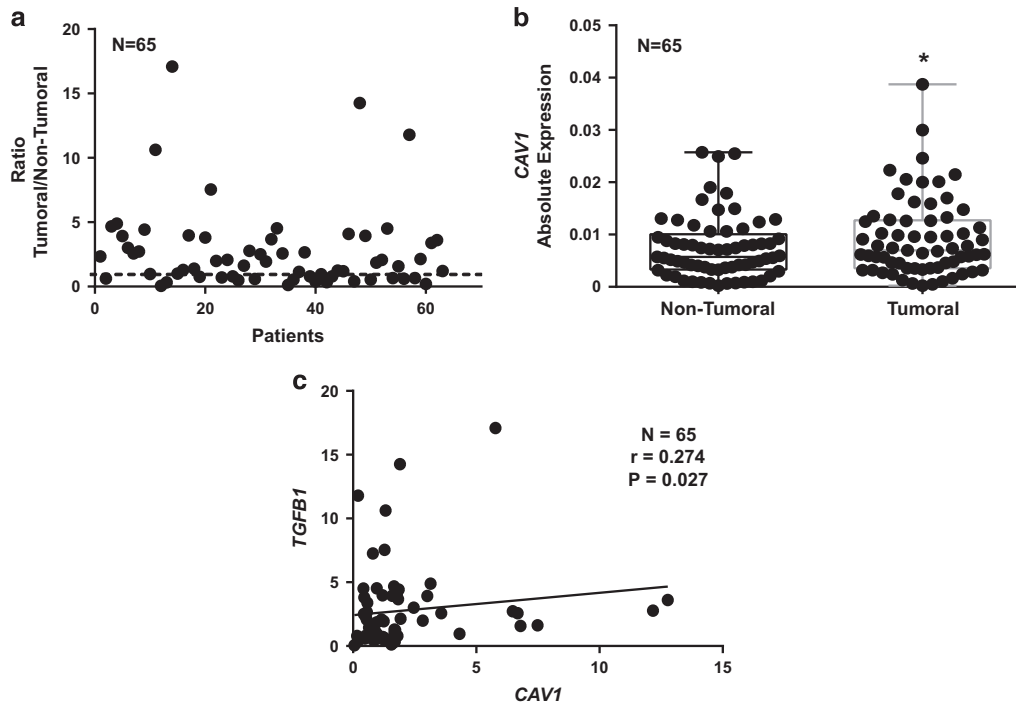 a
20
15
10
5
0
N=65
Ratio
Tumoral/Non-Tumoral
0
20
40
60
Patients
b
0.05
0.04
0.03
0.02
0.01
0
N=65
*
CAV1
Absolute Expression
Non-Tumoral
Tumoral
c
20
15
10
5
0
N = 65
r = 0.274
P = 0.027
TGFB1
0
5
10
15
CAV1